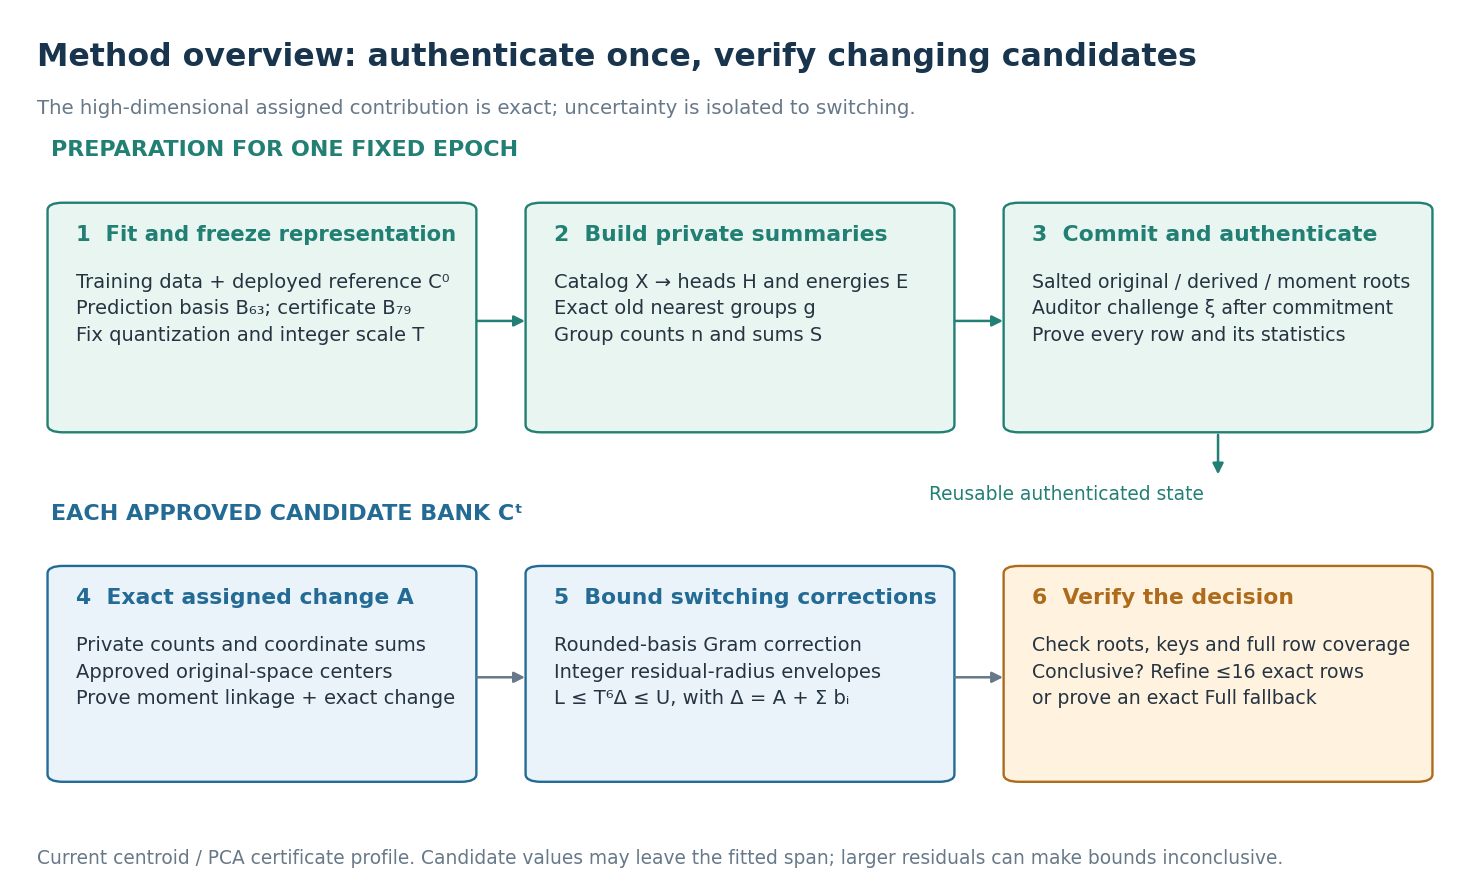 Method overview: authenticate once, verify changing candidates
The high-dimensional assigned contribution is exact; uncertainty is isolated to switching.
PREPARATION FOR ONE FIXED EPOCH
1 Fit and freeze representation
Training data + deployed reference C⁰
Prediction basis B₆₃; certificate B₇₉
Fix quantization and integer scale T
2 Build private summaries
Catalog X → heads H and energies E
Exact old nearest groups g
Group counts n and sums S
3 Commit and authenticate
Salted original / derived / moment roots
Auditor challenge ξ after commitment
Prove every row and its statistics
Reusable authenticated state
EACH APPROVED CANDIDATE BANK Cᵗ
4 Exact assigned change A
Private counts and coordinate sums
Approved original-space centers
Prove moment linkage + exact change
5 Bound switching corrections
Rounded-basis Gram correction
Integer residual-radius envelopes
L ≤ T⁶Δ ≤ U, with Δ = A + Σ bᵢ
6 Verify the decision
Check roots, keys and full row coverage
Conclusive? Refine ≤16 exact rows
or prove an exact Full fallback
Current centroid / PCA certificate profile. Candidate values may leave the fitted span; larger residuals can make bounds inconclusive.